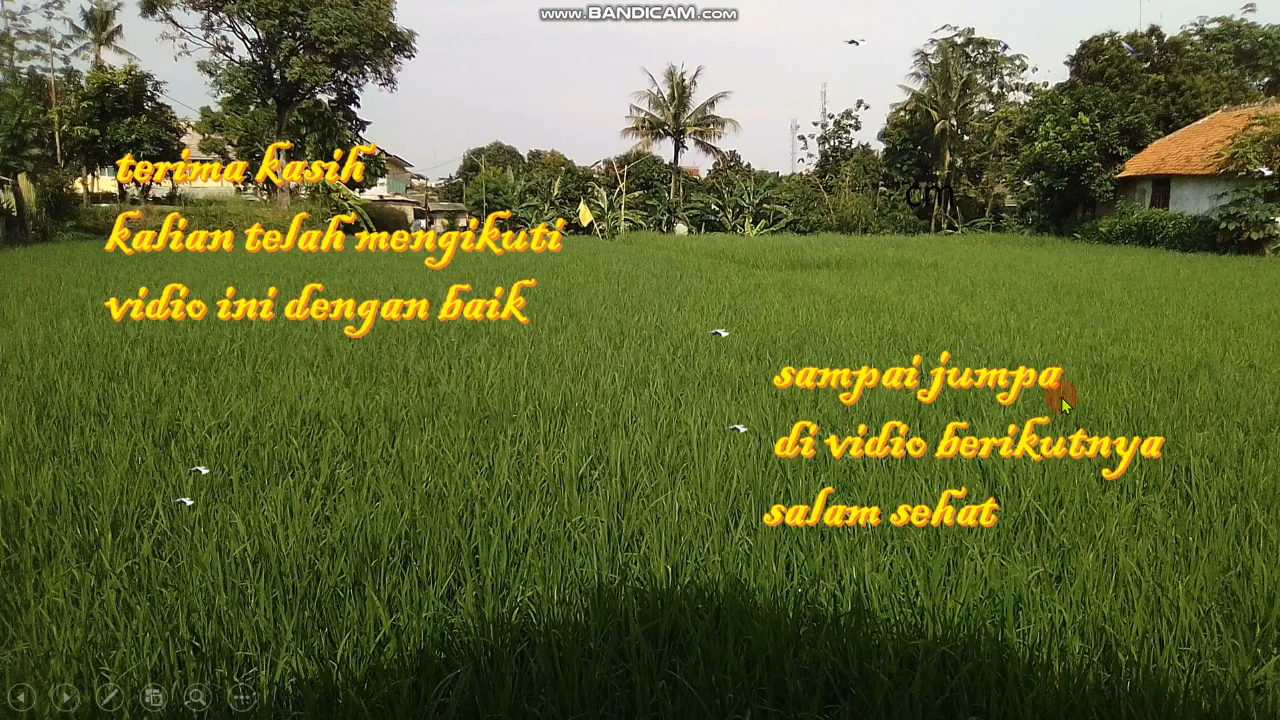 www.BANDICAM.com
cm
terima kasih
kalian telah mengikuti
vidio ini dengan baik
sampai jumpa
di vidio berikutnya
salam sehat